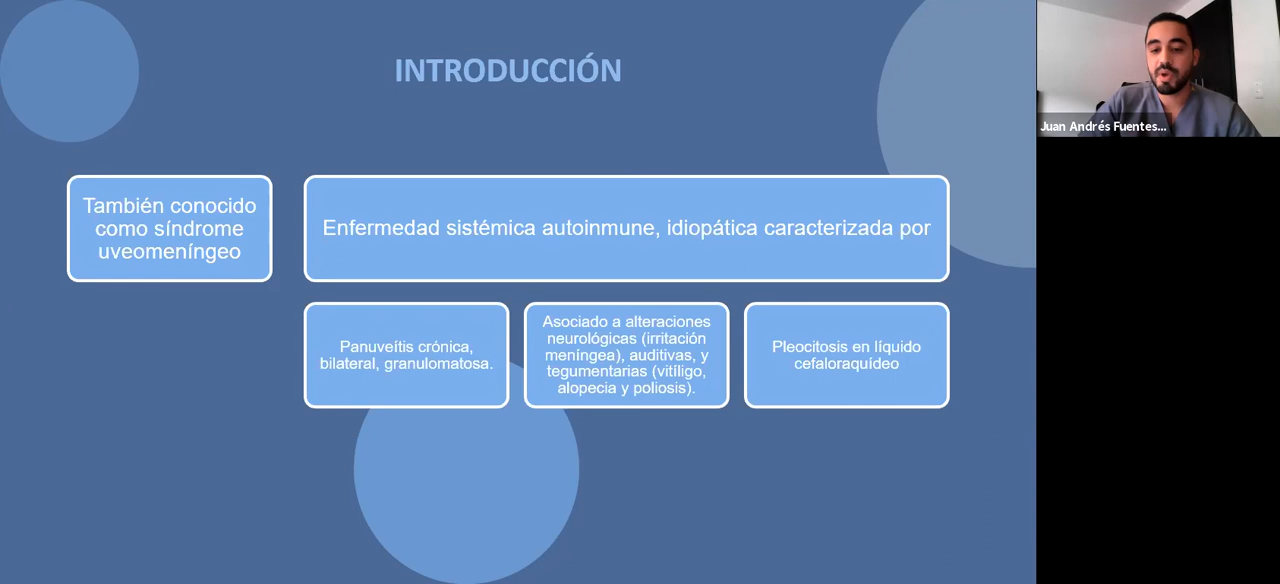 INTRODUCCIÓN
También conocido
como síndrome
uveomeníngeo
Enfermedad sistémica autoinmune, idiopática caracterizada por
Panuveítis crónica,
bilateral, granulomatosa.
Asociado a alteraciones
neurológicas (irritación
meníngea), auditivas, y
tegumentarias (vitíligo,
alopecia y poliosis).
Pleocitosis en líquido
cefaloraquídeo
Juan Andrés Fuentes...